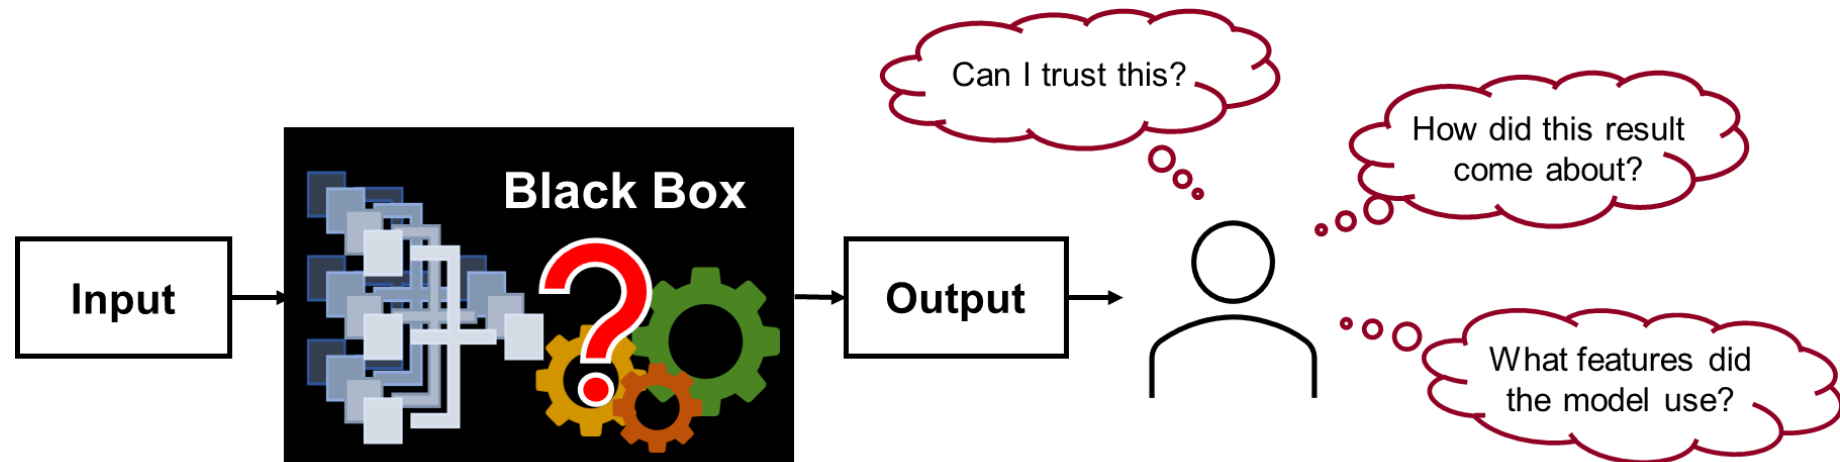 Can I trust this?
How did this result
come about?
Black Box
Input
Output
What features did
the model use?